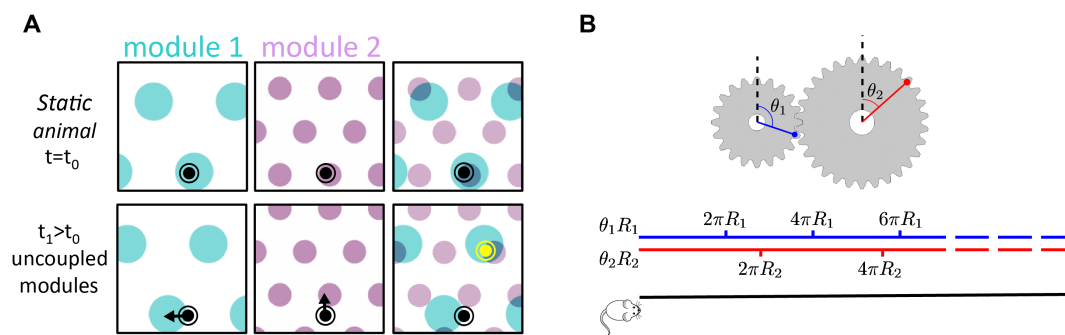 A
module 1 module 2
Static
animal
t=t₀
t₁>t₀
uncoupled
modules
B
θ₁
θ₂
θ₁R₁
2πR₁ 4πR₁ 6πR₁
θ₂R₂
2πR₂ 4πR₂